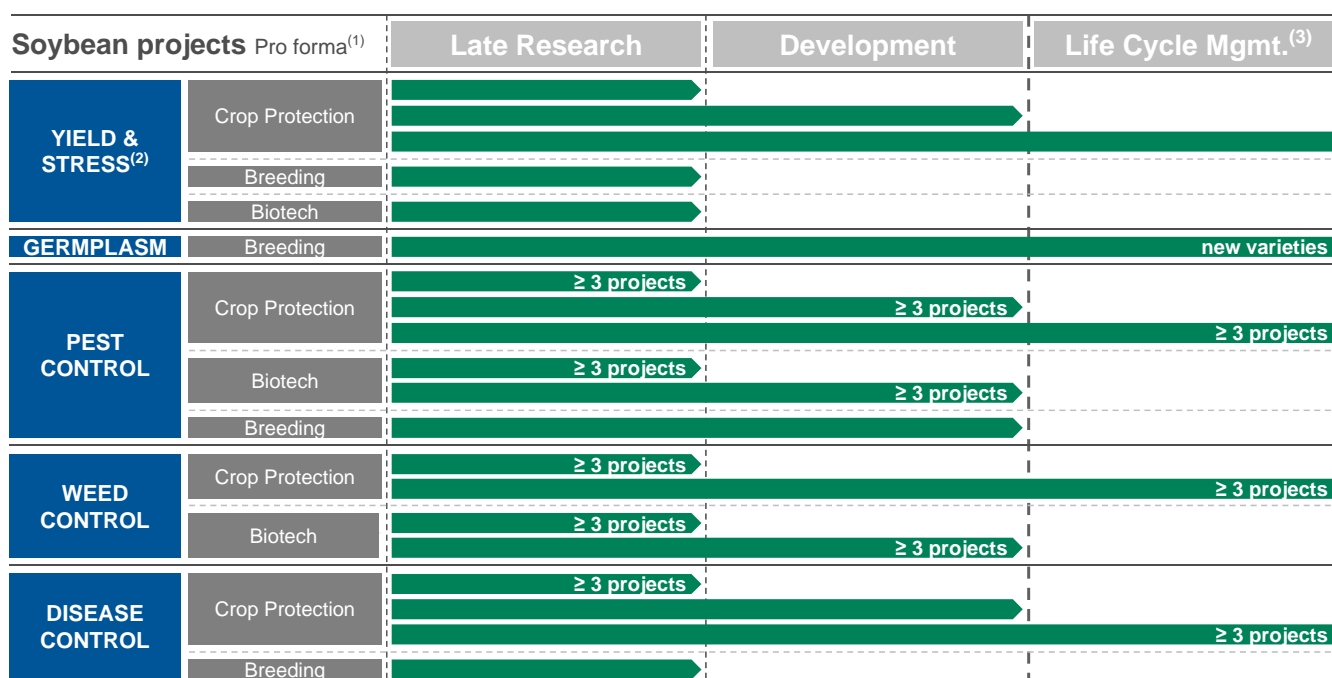 Soybean projects Pro forma(1)
Late Research
Development
Life Cycle Mgmt.(3)
YIELD &
STRESS(2)
Crop Protection
Breeding
Biotech
GERMPLASM
Breeding
new varieties
PEST
CONTROL
Crop Protection
≥ 3 projects
≥ 3 projects
≥ 3 projects
Biotech
≥ 3 projects
≥ 3 projects
Breeding
WEED
CONTROL
Crop Protection
≥ 3 projects
≥ 3 projects
Biotech
≥ 3 projects
≥ 3 projects
DISEASE
CONTROL
Crop Protection
≥ 3 projects
≥ 3 projects
Breeding